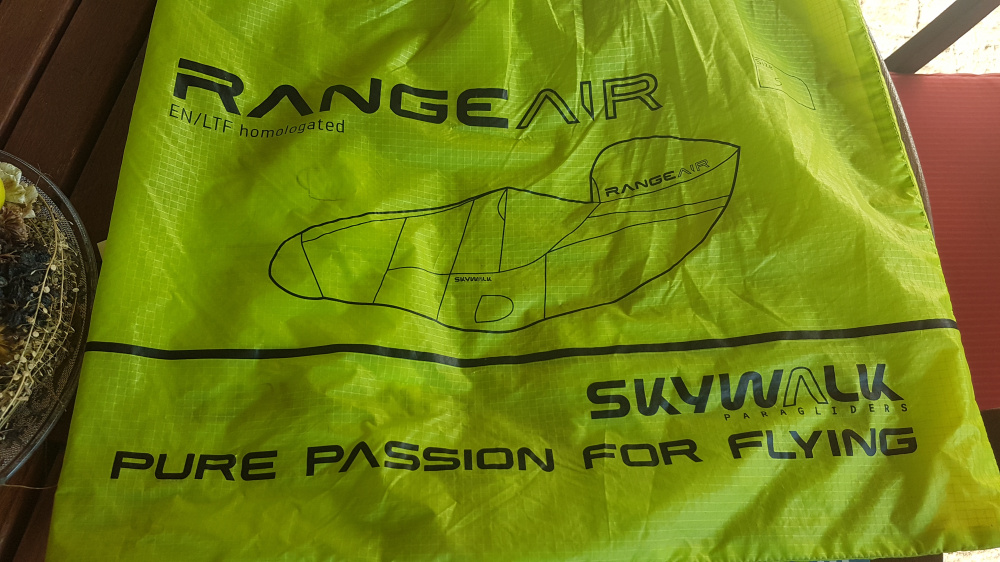 RANGEAIR
EN/LTF homologated
RANGEAIR
SKYWALK
SKYWALK
PARAGLIDERS
PURE PASSION FOR FLYING